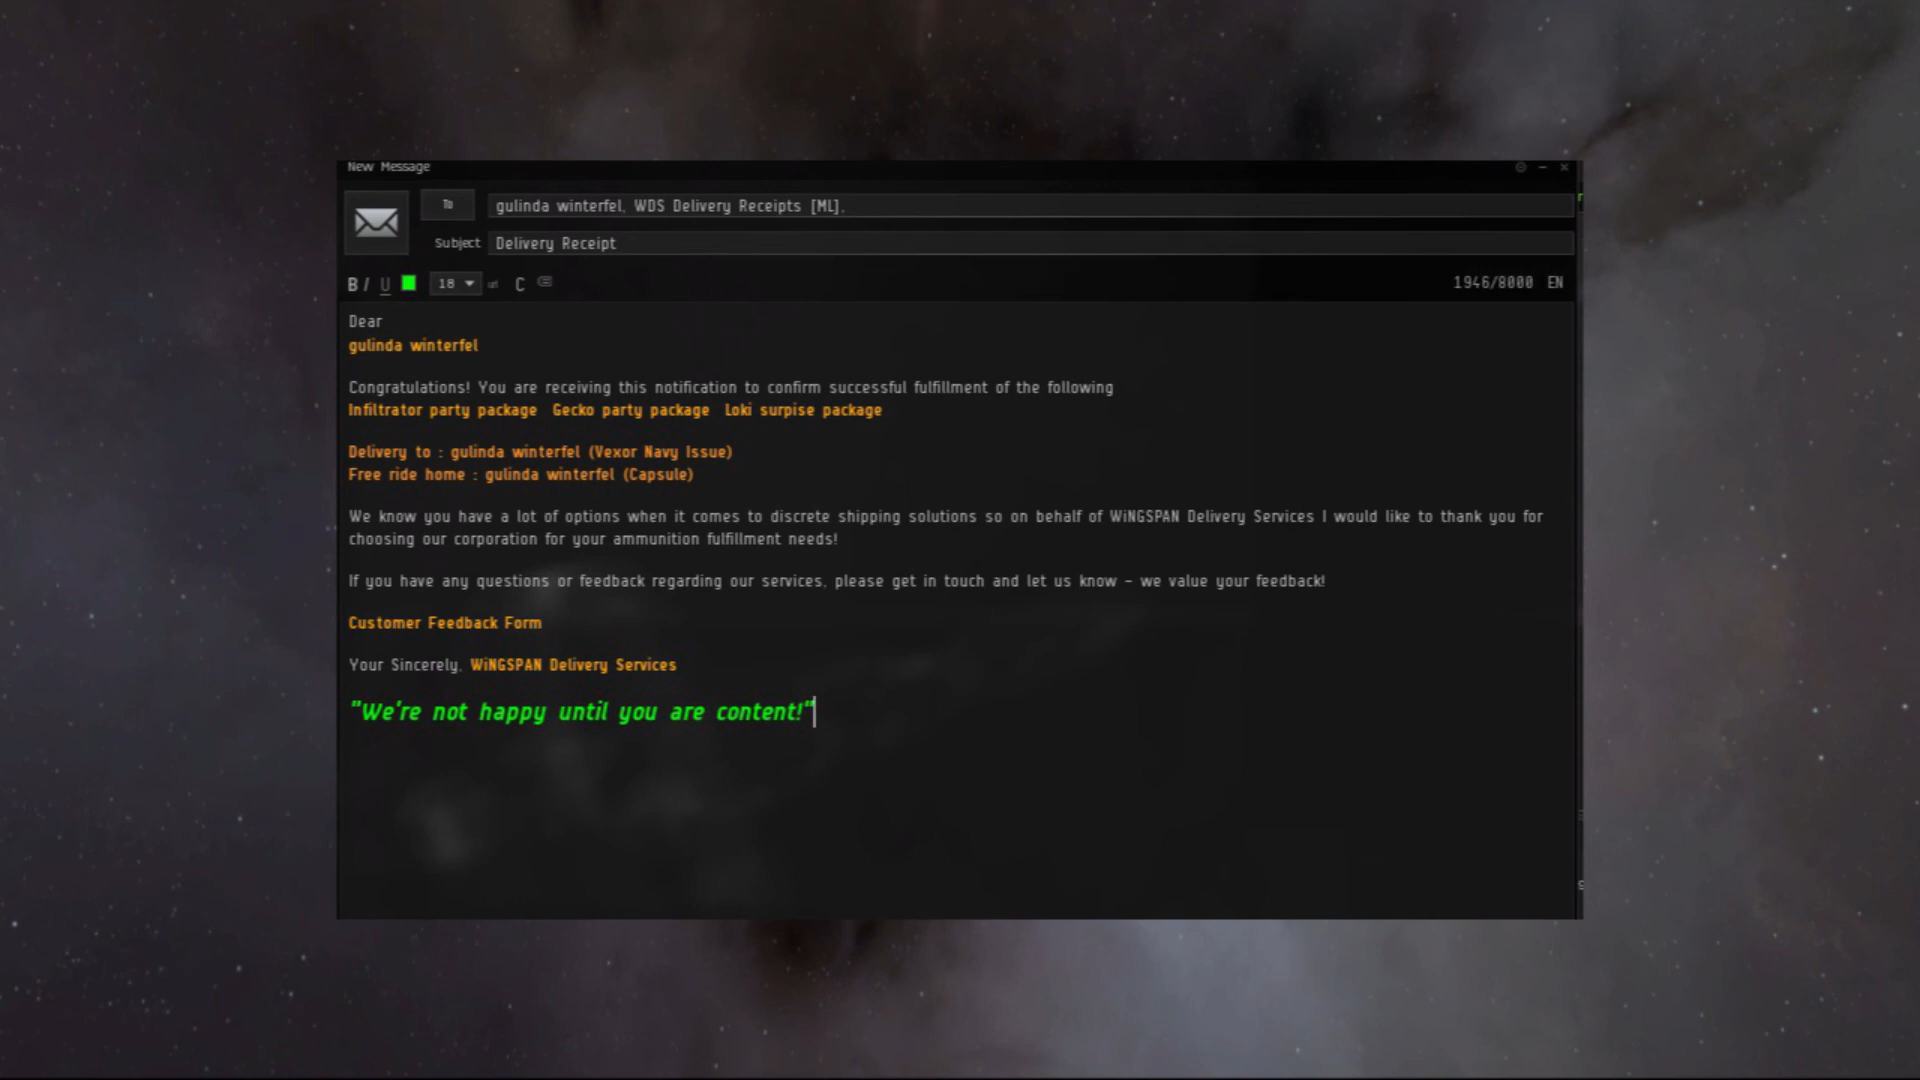 New Message
To
gulinda winterfel, WDS Delivery Receipts [ML],
Subject
Delivery Receipt
B I U
18
C
1946/8000 EN
Dear
gulinda winterfel
Congratulations! You are receiving this notification to confirm successful fulfillment of the following
Infiltrator party package Gecko party package Loki surpise package
Delivery to : gulinda winterfel (Vexor Navy Issue)
Free ride home : gulinda winterfel (Capsule)
We know you have a lot of options when it comes to discrete shipping solutions so on behalf of WiNGSPAN Delivery Services I would like to thank you for
choosing our corporation for your ammunition fulfillment needs!
If you have any questions or feedback regarding our services, please get in touch and let us know - we value your feedback!
Customer Feedback Form
Your Sincerely, WiNGSPAN Delivery Services
"We're not happy until you are content!"